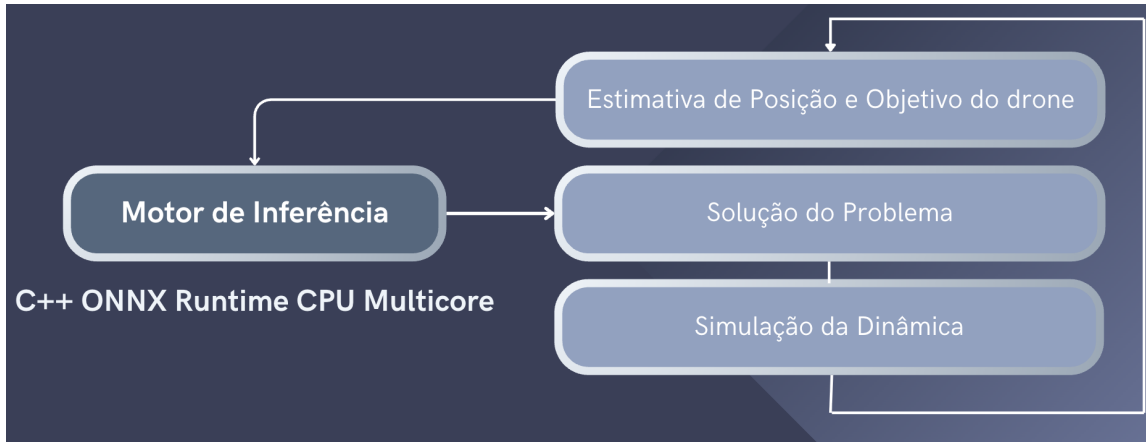 Estimativa de Posição e Objetivo do drone
Motor de Inferência
Solução do Problema
C++ ONNX Runtime CPU Multicore
Simulação da Dinâmica